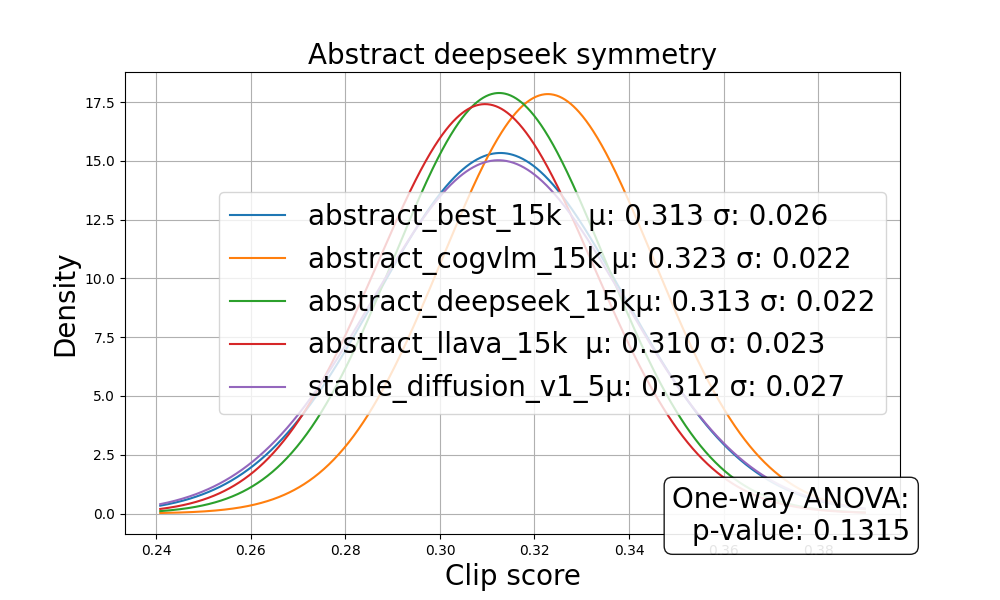 Abstract deepseek symmetry
17.5
15.0
12.5
10.0
7.5
5.0
2.5
0.0
Density
abstract_best_15k μ: 0.313 σ: 0.026
abstract_cogvlm_15k μ: 0.323 σ: 0.022
abstract_deepseek_15kμ: 0.313 σ: 0.022
abstract_llava_15k μ: 0.310 σ: 0.023
stable_diffusion_v1_5μ: 0.312 σ: 0.027
One-way ANOVA:
p-value: 0.1315
0.24 0.26 0.28 0.30 0.32 0.34 0.36 0.38
Clip score